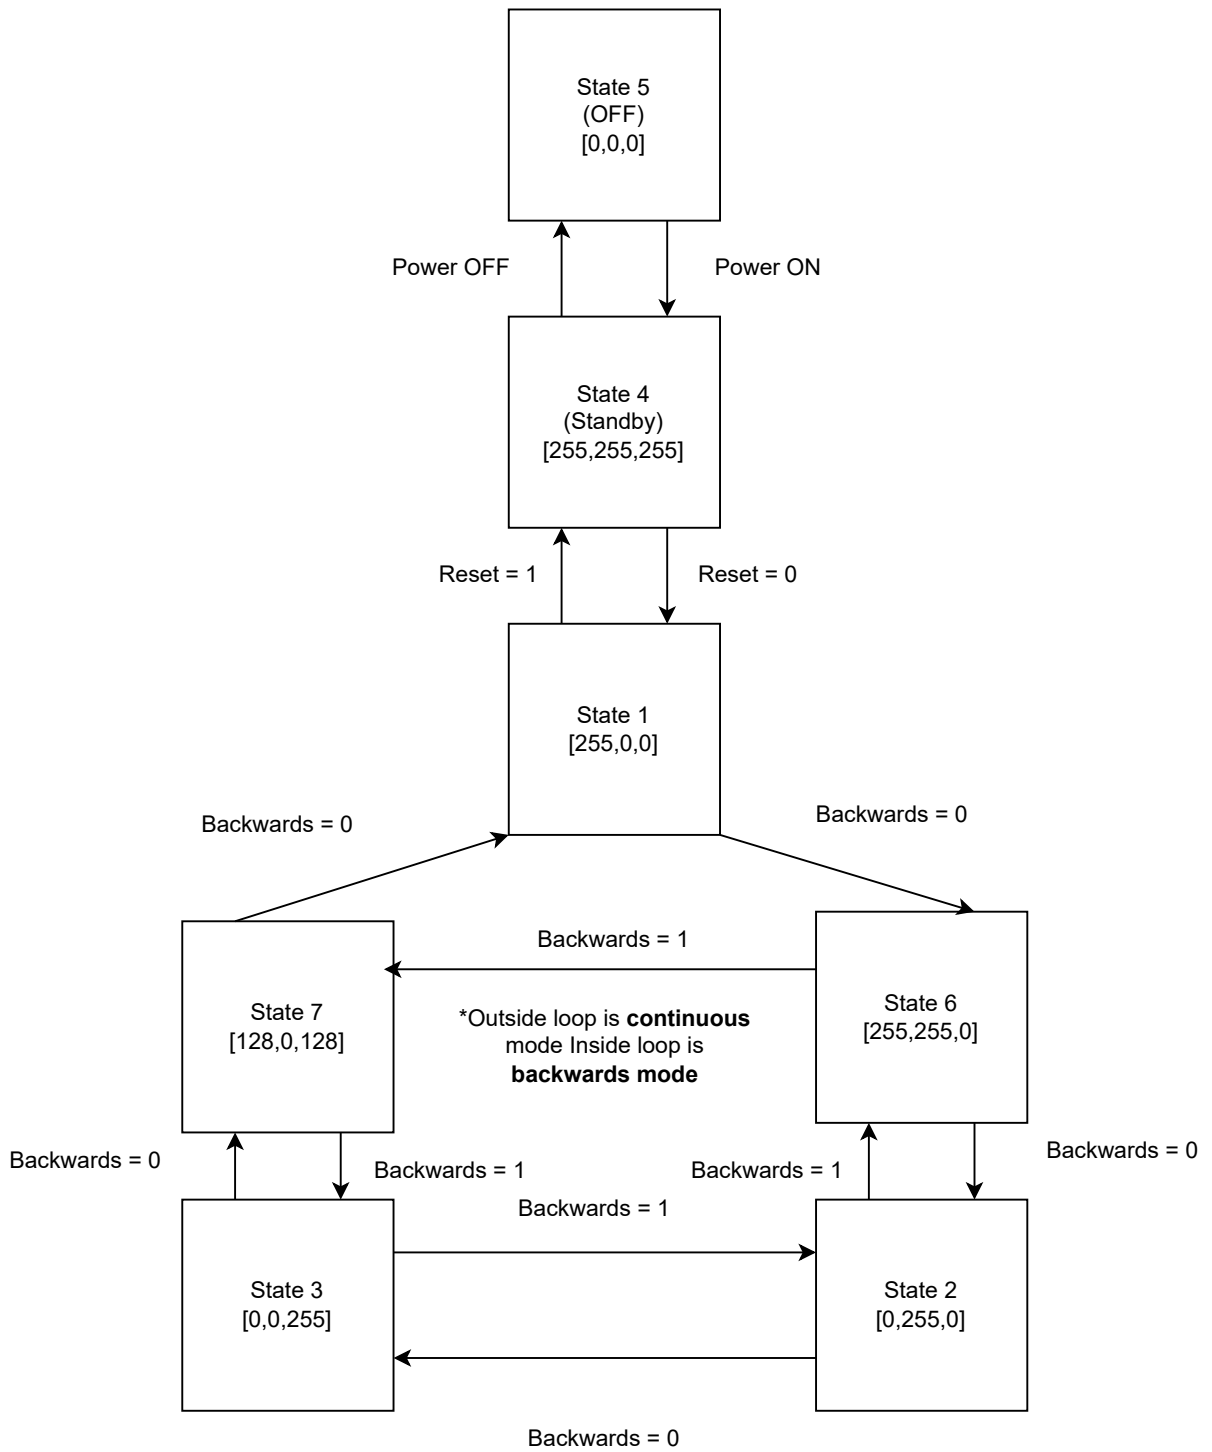 State 5
(OFF)
[0,0,0]
Power OFF
Power ON
State 4
(Standby)
[255,255,255]
Reset = 1
Reset = 0
State 1
[255,0,0]
Backwards = 0
Backwards = 0
Backwards = 1
State 7
[128,0,128]
*Outside loop is continuous
mode Inside loop is
backwards mode
State 6
[255,255,0]
Backwards = 0
Backwards = 1
Backwards = 1
Backwards = 0
Backwards = 1
State 3
[0,0,255]
State 2
[0,255,0]
Backwards = 0